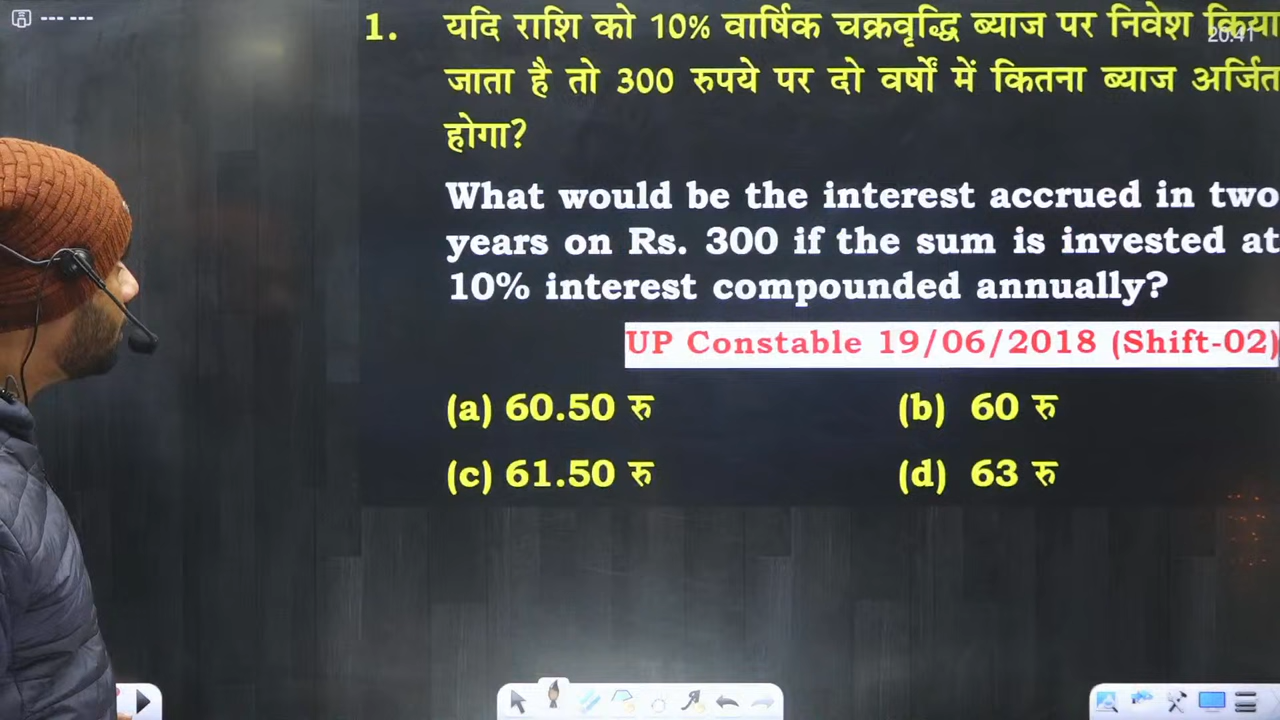 20:41
1. यदि राशि को 10% वार्षिक चक्रवृद्धि ब्याज पर निवेश किया
जाता है तो 300 रुपये पर दो वर्षों में कितना ब्याज अर्जित
होगा?
What would be the interest accrued in two
years on Rs. 300 if the sum is invested at
10% interest compounded annually?
UP Constable 19/06/2018 (Shift-02)
(a) 60.50 रु (b) 60 रु
(c) 61.50 रु (d) 63 रु